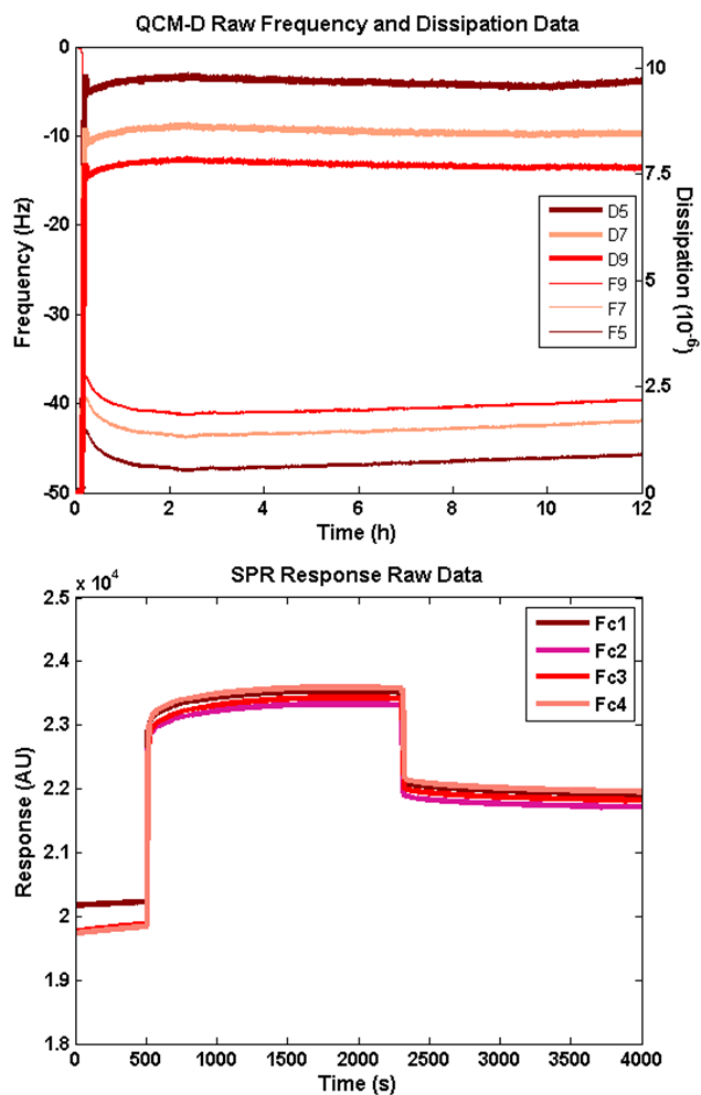 QCM-D Raw Frequency and Dissipation Data
0
-10
-20
-30
-40
-50
Frequency (Hz)
10
7.5
5
2.5
0
Dissipation (10-6)
D5
D7
D9
F9
F7
F5
0
2
4
6
8
10
12
Time (h)
SPR Response Raw Data
x 10^4
2.5
2.4
2.3
2.2
2.1
2
1.9
1.8
Response (AU)
Fc1
Fc2
Fc3
Fc4
0
500
1000
1500
2000
2500
3000
3500
4000
Time (s)